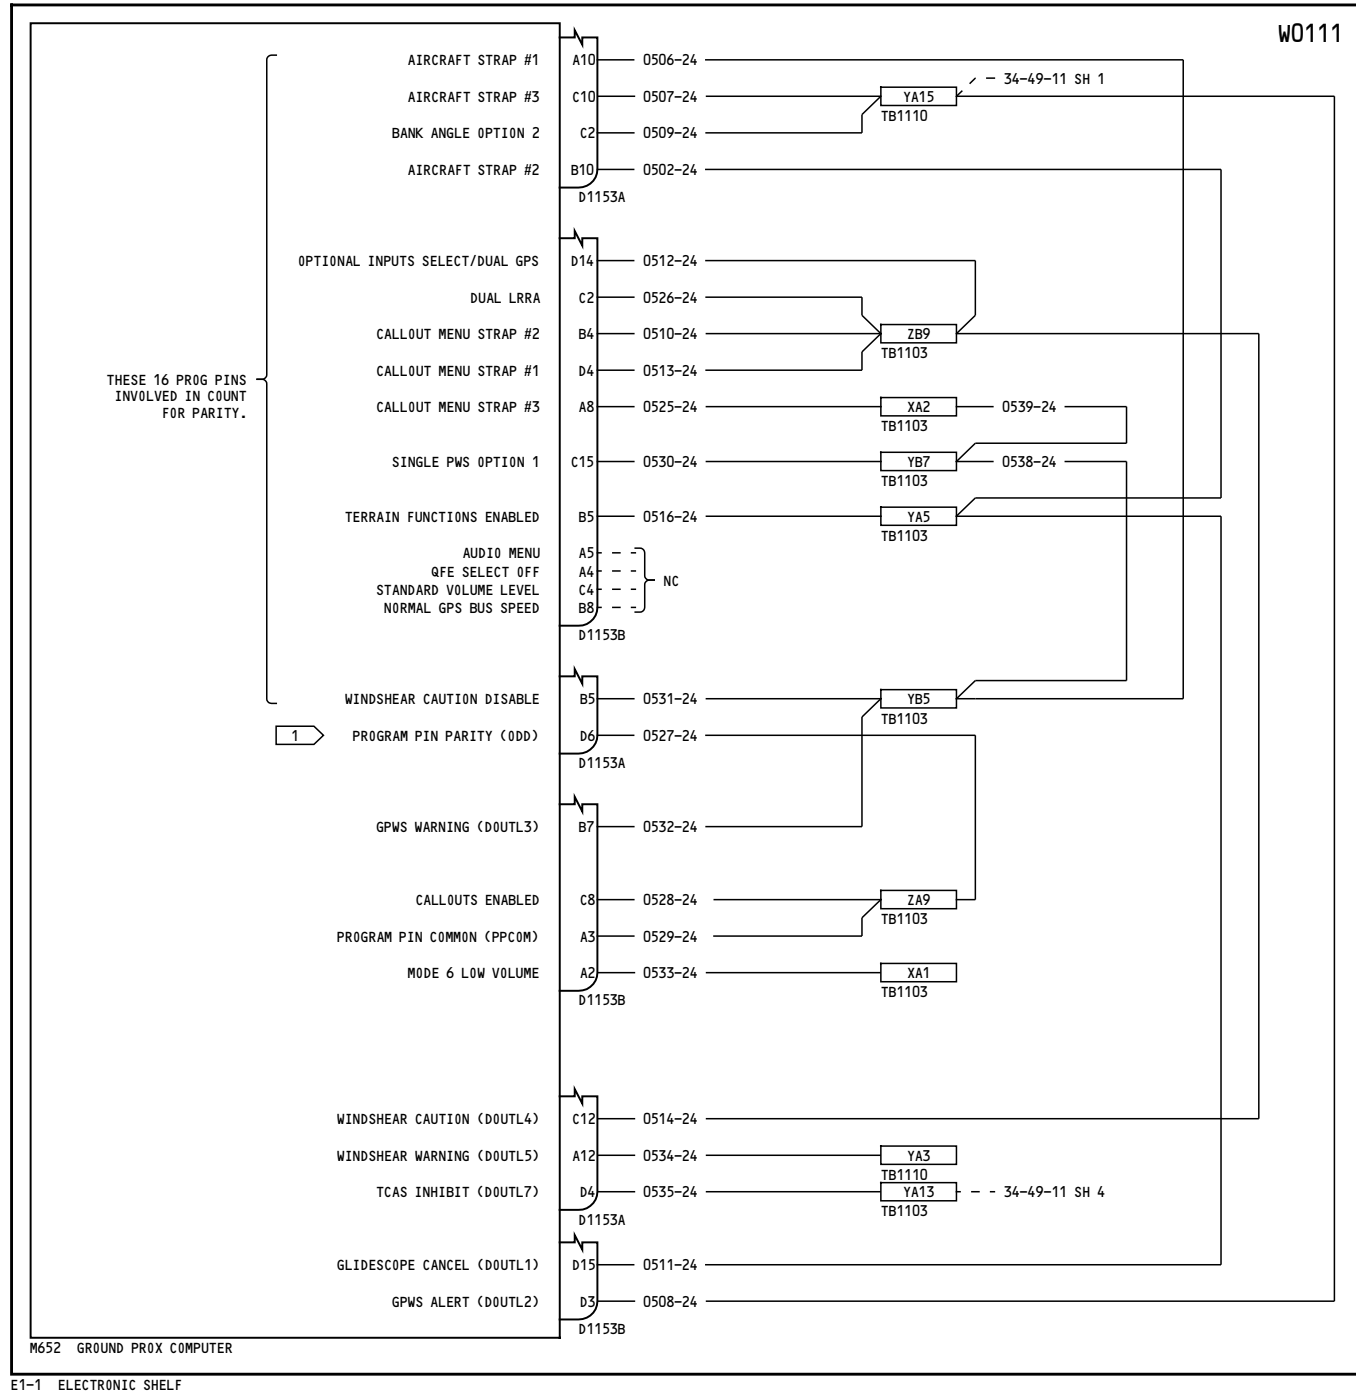 W0111
AIRCRAFT STRAP #1 A10 0506-24
34-49-11 SH 1
AIRCRAFT STRAP #3 C10 0507-24 YA15
TB1110
BANK ANGLE OPTION 2 C2 0509-24
AIRCRAFT STRAP #2 B10 0502-24
D1153A
OPTIONAL INPUTS SELECT/DUAL GPS D14 0512-24
DUAL LRRA C2 0526-24
CALLOUT MENU STRAP #2 B4 0510-24 ZB9
TB1103
CALLOUT MENU STRAP #1 D4 0513-24
THESE 16 PROG PINS
INVOLVED IN COUNT
FOR PARITY.
CALLOUT MENU STRAP #3 A8 0525-24 XA2 0539-24
TB1103
SINGLE PWS OPTION 1 C15 0530-24 YB7 0538-24
TB1103
TERRAIN FUNCTIONS ENABLED B5 0516-24 YA5
TB1103
AUDIO MENU A5
QFE SELECT OFF A4
NC
STANDARD VOLUME LEVEL C4
NORMAL GPS BUS SPEED B8
D1153B
WINDSHEAR CAUTION DISABLE B5 0531-24 YB5
TB1103
1 PROGRAM PIN PARITY (ODD) D6 0527-24
D1153A
GPWS WARNING (DOUTL3) B7 0532-24
CALLOUTS ENABLED C8 0528-24 ZA9
TB1103
PROGRAM PIN COMMON (PPCOM) A3 0529-24
MODE 6 LOW VOLUME A2 0533-24 XA1
TB1103
D1153B
WINDSHEAR CAUTION (DOUTL4) C12 0514-24
WINDSHEAR WARNING (DOUTL5) A12 0534-24 YA3
TB1110
TCAS INHIBIT (DOUTL7) D4 0535-24 YA13 34-49-11 SH 4
TB1103
D1153A
GLIDESCOPE CANCEL (DOUTL1) D15 0511-24
GPWS ALERT (DOUTL2) D3 0508-24
D1153B
M652 GROUND PROX COMPUTER
E1-1 ELECTRONIC SHELF